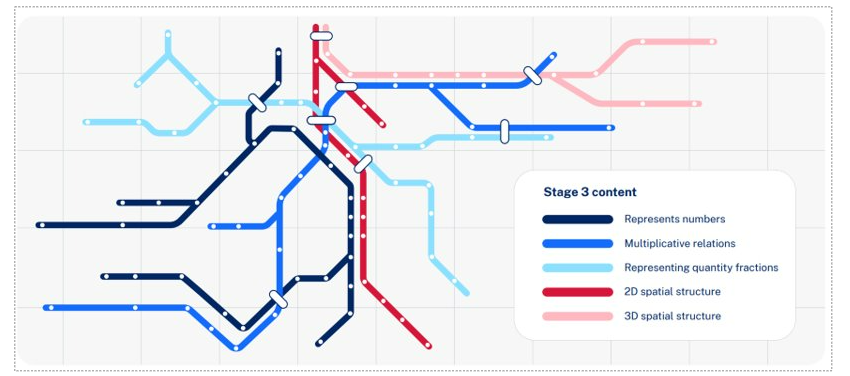 Stage 3 content
Represents numbers
Multiplicative relations
Representing quantity fractions
2D spatial structure
3D spatial structure